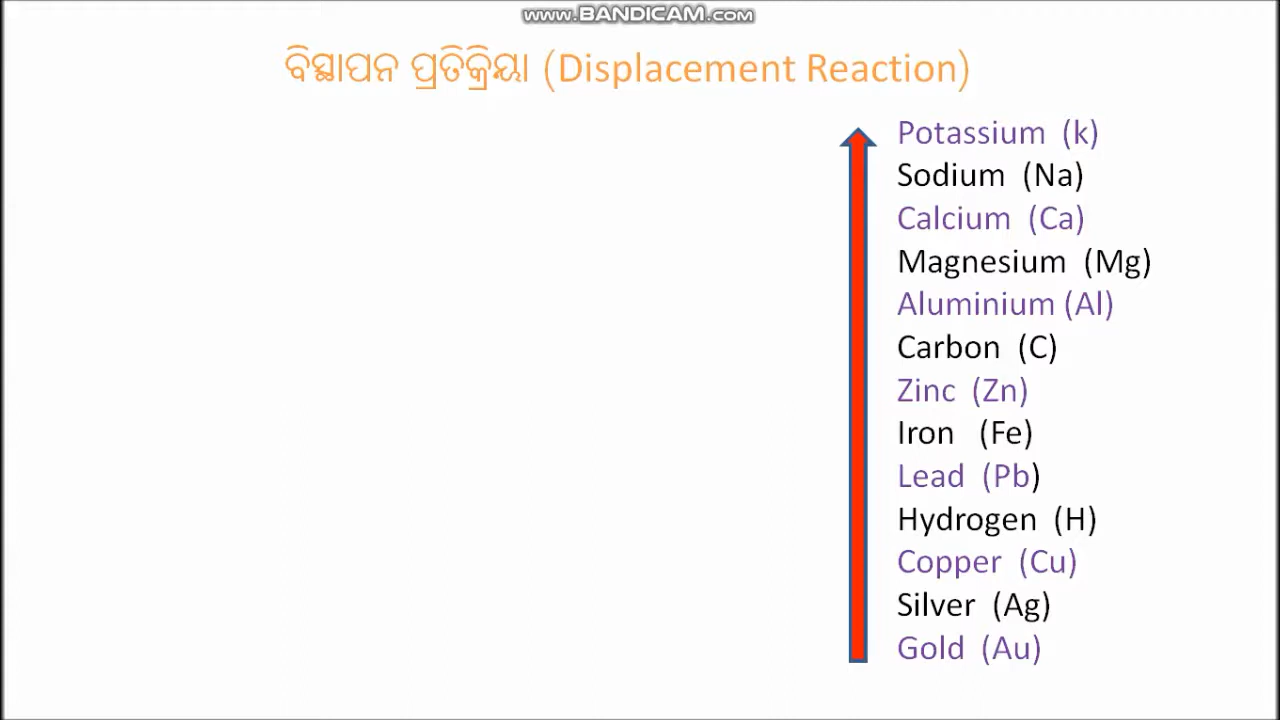 www.BANDICAM.com
ବିସ୍ଥାପନ ପ୍ରତିକ୍ରିୟା (Displacement Reaction)
Potassium (k)
Sodium (Na)
Calcium (Ca)
Magnesium (Mg)
Aluminium (Al)
Carbon (C)
Zinc (Zn)
Iron (Fe)
Lead (Pb)
Hydrogen (H)
Copper (Cu)
Silver (Ag)
Gold (Au)